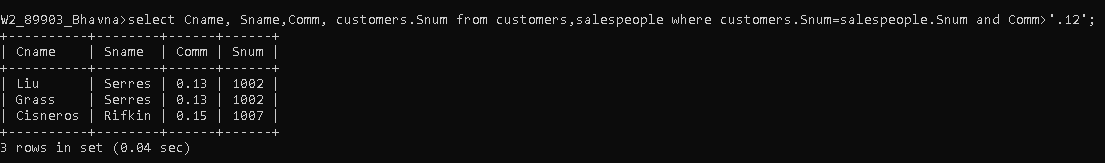 W2_89903_Bhavna>select Cname, Sname,Comm, customers.Snum from customers,salespeople where customers.Snum=salespeople.Snum and Comm>'.12';
+----------+--------+------+------+
| Cname    | Sname  | Comm | Snum |
+----------+--------+------+------+
| Liu      | Serres | 0.13 | 1002 |
| Grass    | Serres | 0.13 | 1002 |
| Cisneros | Rifkin | 0.15 | 1007 |
+----------+--------+------+------+
3 rows in set (0.04 sec)